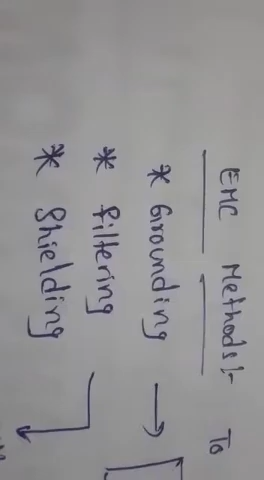 EMC Methods:- To
* Grounding →
* Filtering
* Shielding